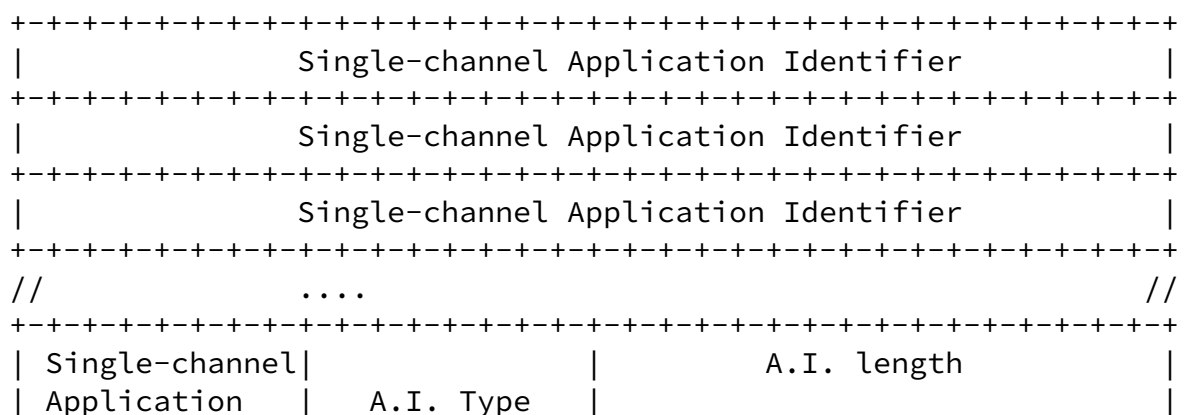 +-+-+-+-+-+-+-+-+-+-+-+-+-+-+-+-+-+-+-+-+-+-+-+-+-+-+-+-+-+-+-+-+
|               Single-channel Application Identifier           |
+-+-+-+-+-+-+-+-+-+-+-+-+-+-+-+-+-+-+-+-+-+-+-+-+-+-+-+-+-+-+-+-+
|               Single-channel Application Identifier           |
+-+-+-+-+-+-+-+-+-+-+-+-+-+-+-+-+-+-+-+-+-+-+-+-+-+-+-+-+-+-+-+-+
|               Single-channel Application Identifier           |
+-+-+-+-+-+-+-+-+-+-+-+-+-+-+-+-+-+-+-+-+-+-+-+-+-+-+-+-+-+-+-+-+
//              ....                                           //
+-+-+-+-+-+-+-+-+-+-+-+-+-+-+-+-+-+-+-+-+-+-+-+-+-+-+-+-+-+-+-+-+
| Single-channel|               |         A.I. length           |
| Application   |   A.I. Type   |                               |